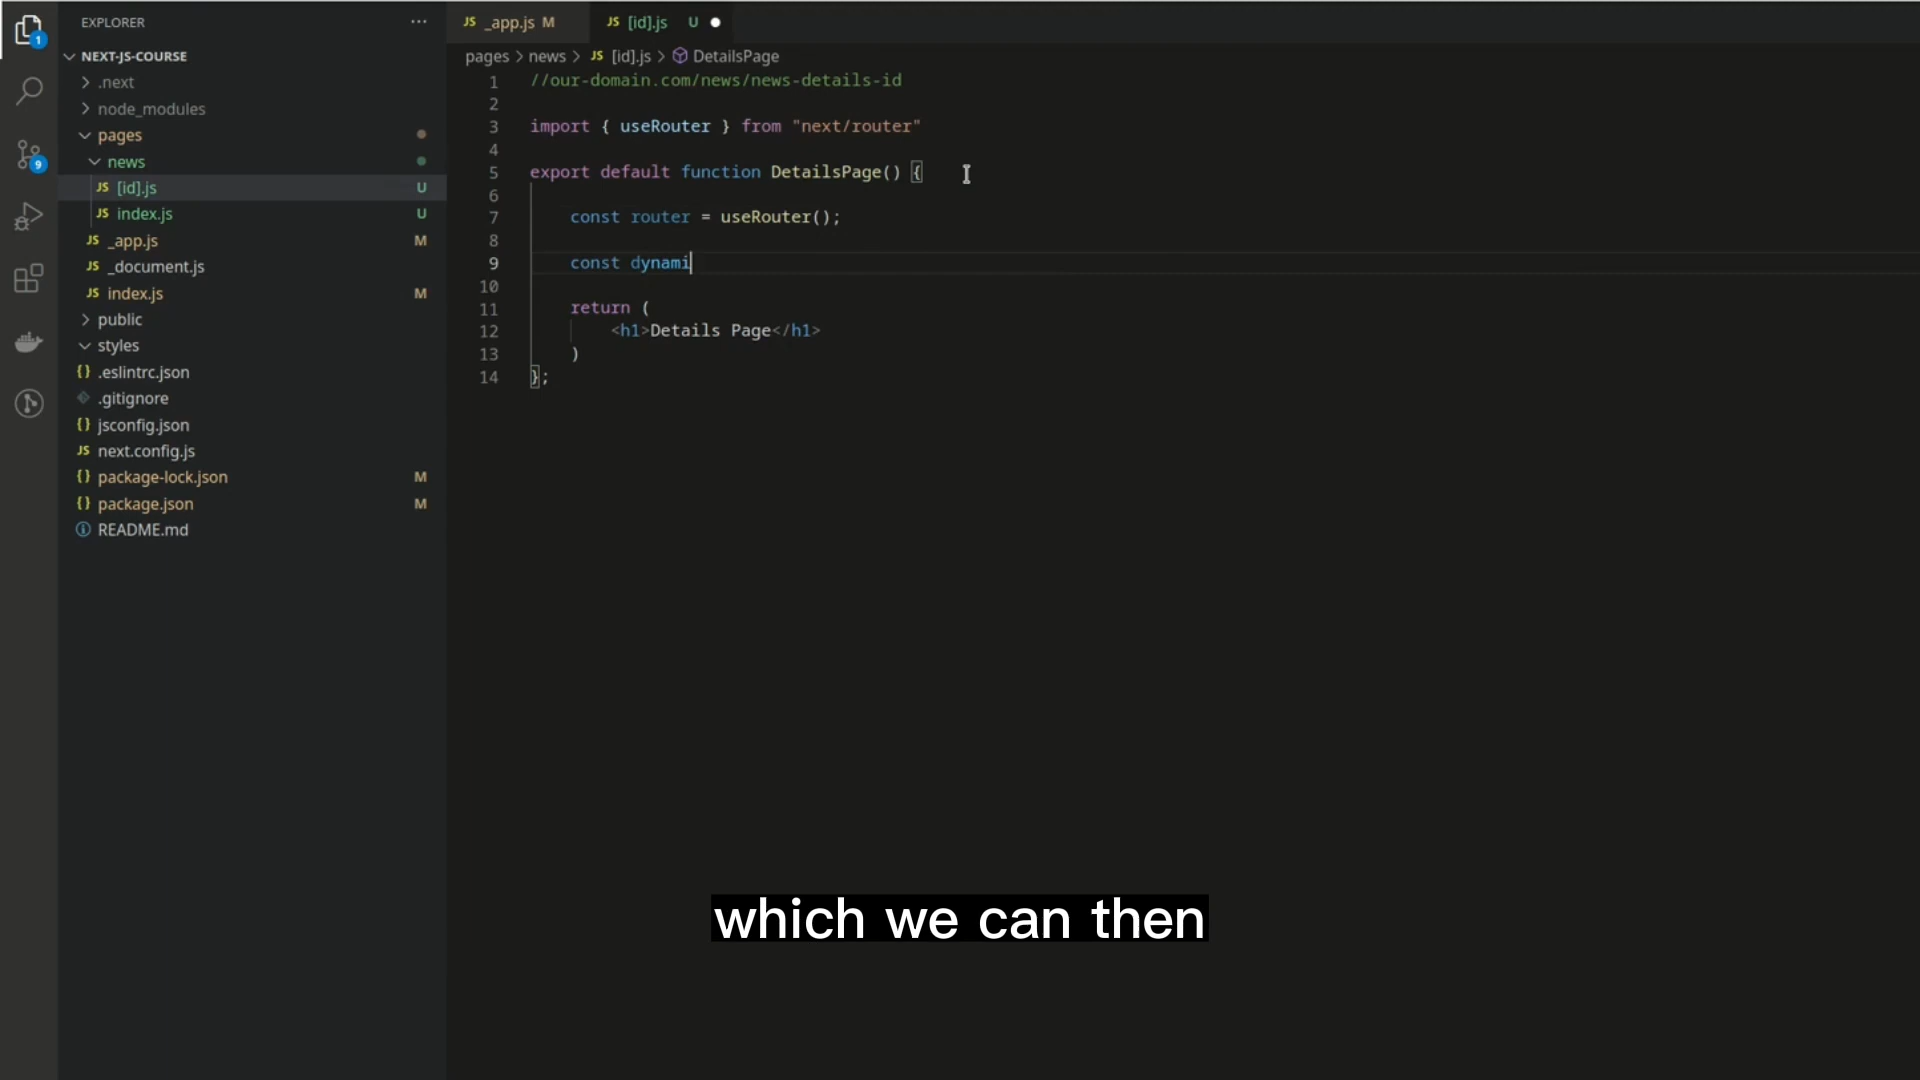 EXPLORER ...
NEXT-JS-COURSE
.next
node_modules
pages
news
JS [id].js U
JS index.js U
JS _app.js M
JS _document.js
JS index.js M
public
styles
{} .eslintrc.json
.gitignore
{} jsconfig.json
JS next.config.js
{} package-lock.json M
{} package.json M
README.md
1
9
JS _app.js M
JS [id].js U
pages > news > JS [id].js > DetailsPage
1 //our-domain.com/news/news-details-id
2
3 import { useRouter } from "next/router"
4
5 export default function DetailsPage() {
6
7 const router = useRouter();
8
9 const dynami
10
11 return (
12 <h1>Details Page</h1>
13 )
14 };
which we can then